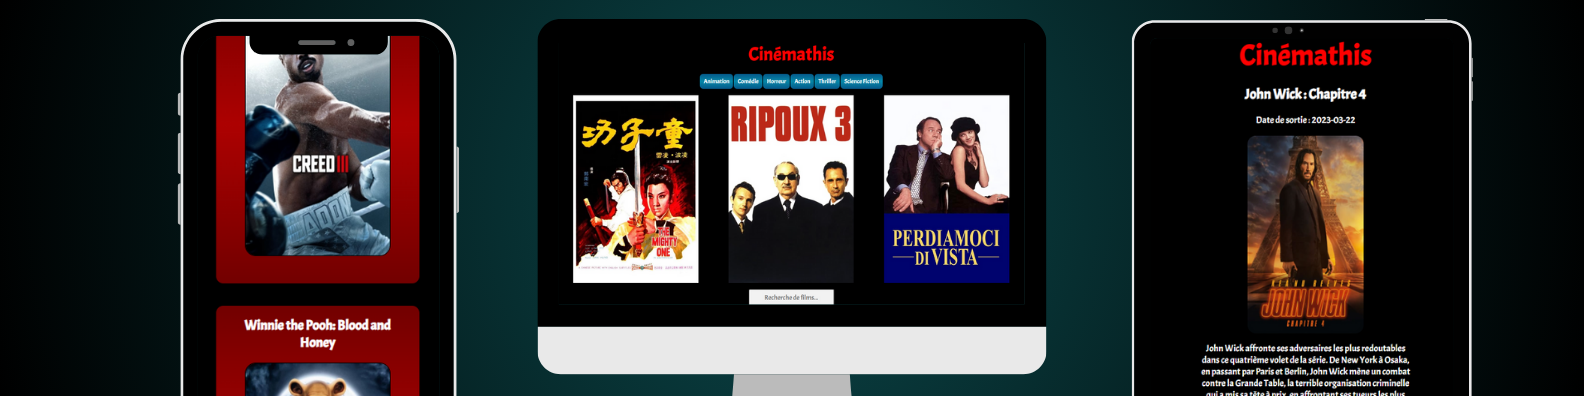 CREED III
Winnie the Pooh: Blood and
Honey
Cinémathis
Animation Comédie Horreur Action Thriller Science Fiction
功子童
THE
MIGHTY
ONE
RIPOUX 3
PERDIAMOCI
DI VISTA
Recherche de films...
Cinémathis
John Wick : Chapitre 4
Date de sortie : 2023-03-22
KEANU REEVES
JOHN WICK
CHAPITRE 4
John Wick affronte ses adversaires les plus redoutables
dans ce quatrième volet de la série. De New York à Osaka,
en passant par Paris et Berlin, John Wick mène un combat
contre la Grande Table, la terrible organisation criminelle
qui a mis sa tête à prix, en affrontant ses tueurs les plus